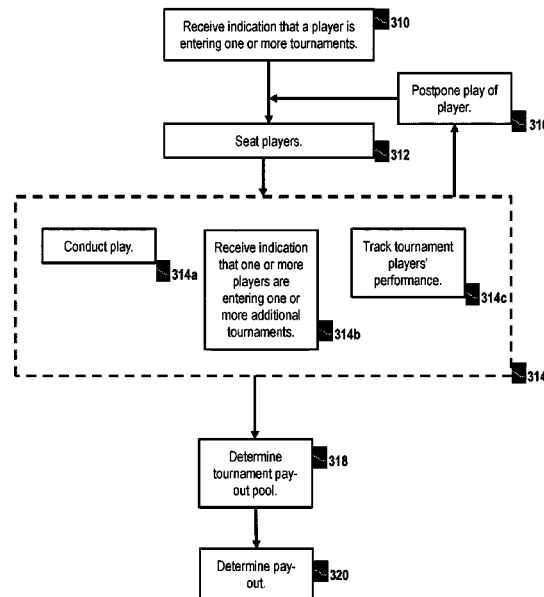 Receive indication that a player is
entering one or more tournaments.
310
Postpone play of
player.
Seat players.
312
Conduct play.
314a
Receive indication
that one or more
players are
entering one or
more additional
tournaments.
314b
Track tournament
players'
performance.
314c
314
Determine
tournament pay-
out pool.
318
Determine pay-
out.
320